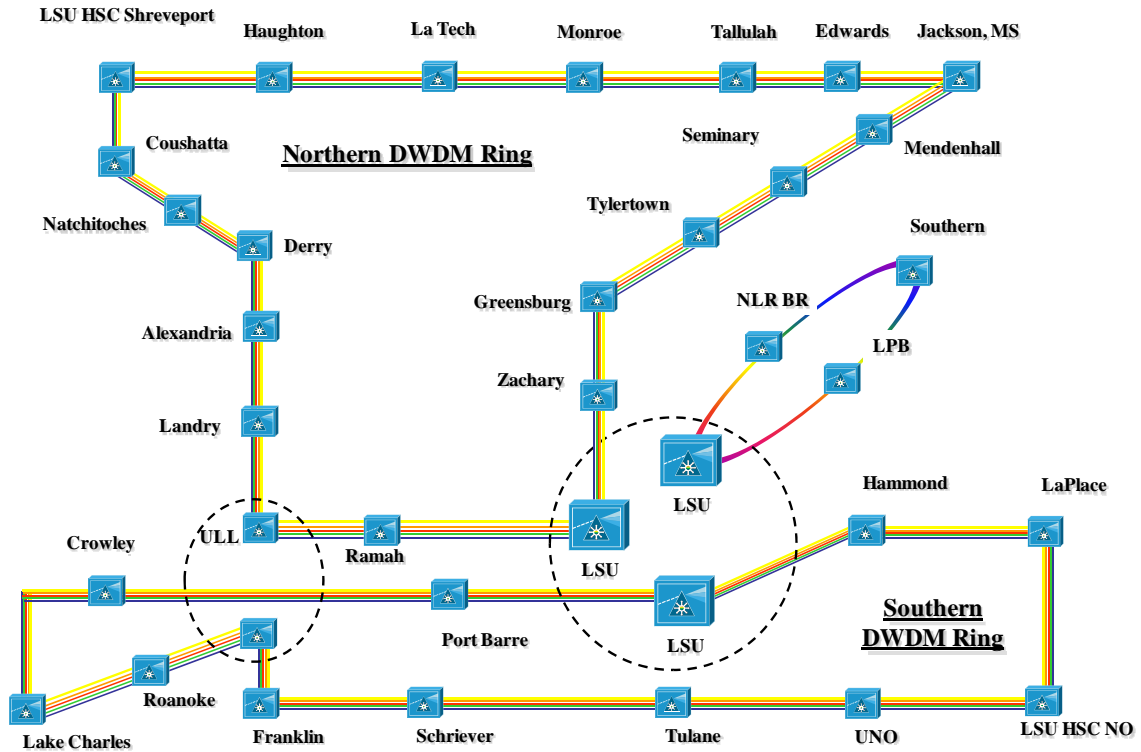 LSU HSC Shreveport
Haughton
La Tech
Monroe
Tallulah
Edwards
Jackson, MS
Coushatta
Northern DWDM Ring
Seminary
Mendenhall
Natchitoches
Derry
Tylertown
Southern
Greensburg
NLR BR
Alexandria
LPB
Zachary
Landry
LSU
Hammond
LaPlace
ULL
Crowley
Ramah
LSU
Southern
DWDM Ring
Port Barre
LSU
Roanoke
Lake Charles
Franklin
Schriever
Tulane
UNO
LSU HSC NO